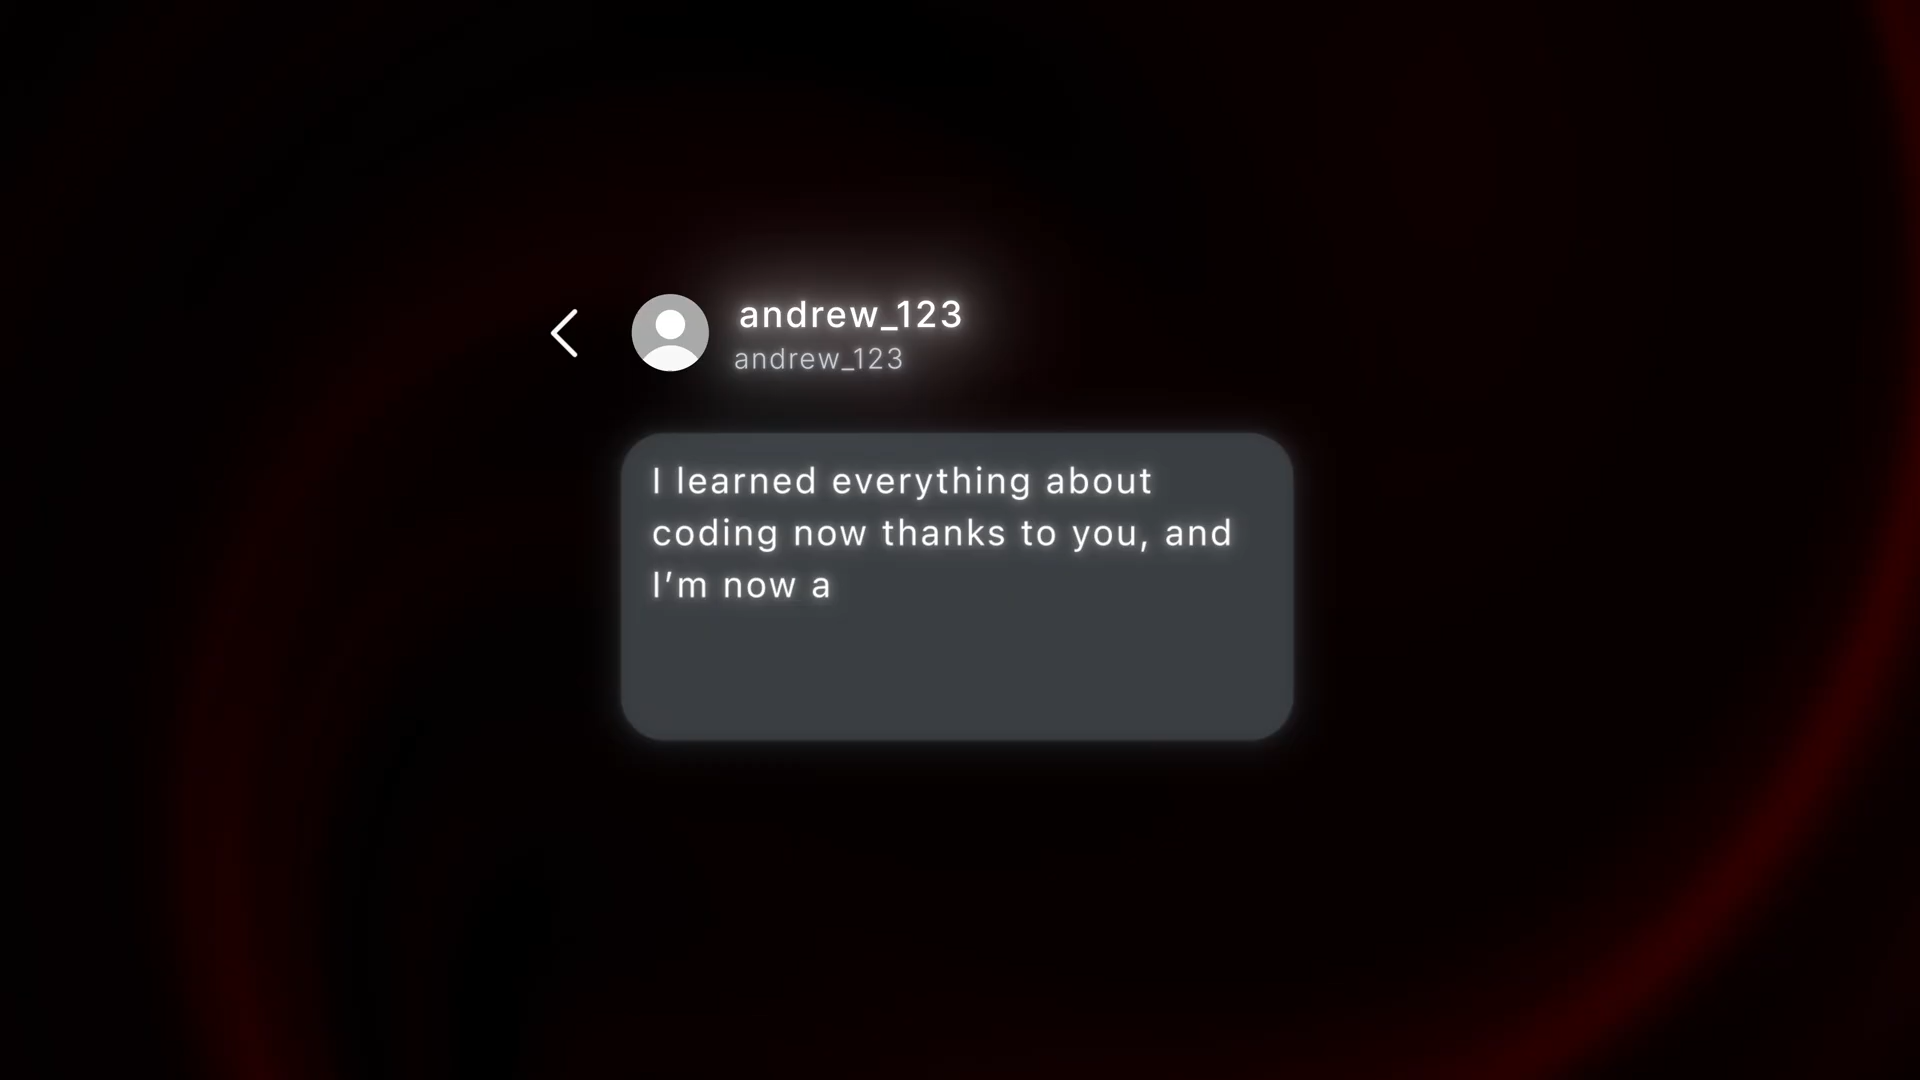 andrew_123
andrew_123
I learned everything about
coding now thanks to you, and
I’m now a